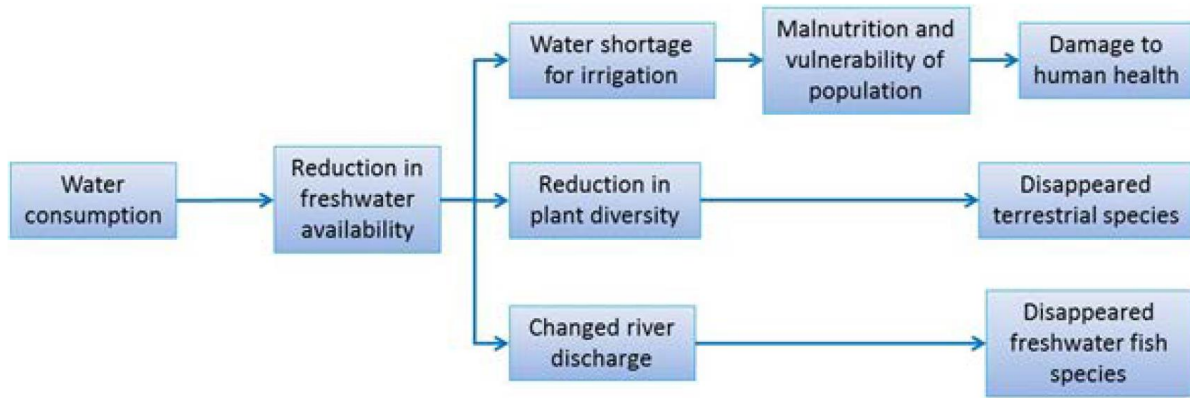 Water shortage
for irrigation
Malnutrition and
vulnerability of
population
Damage to
human health
Water
consumption
Reduction in
freshwater
availability
Reduction in
plant diversity
Disappeared
terrestrial species
Changed river
discharge
Disappeared
freshwater fish
species